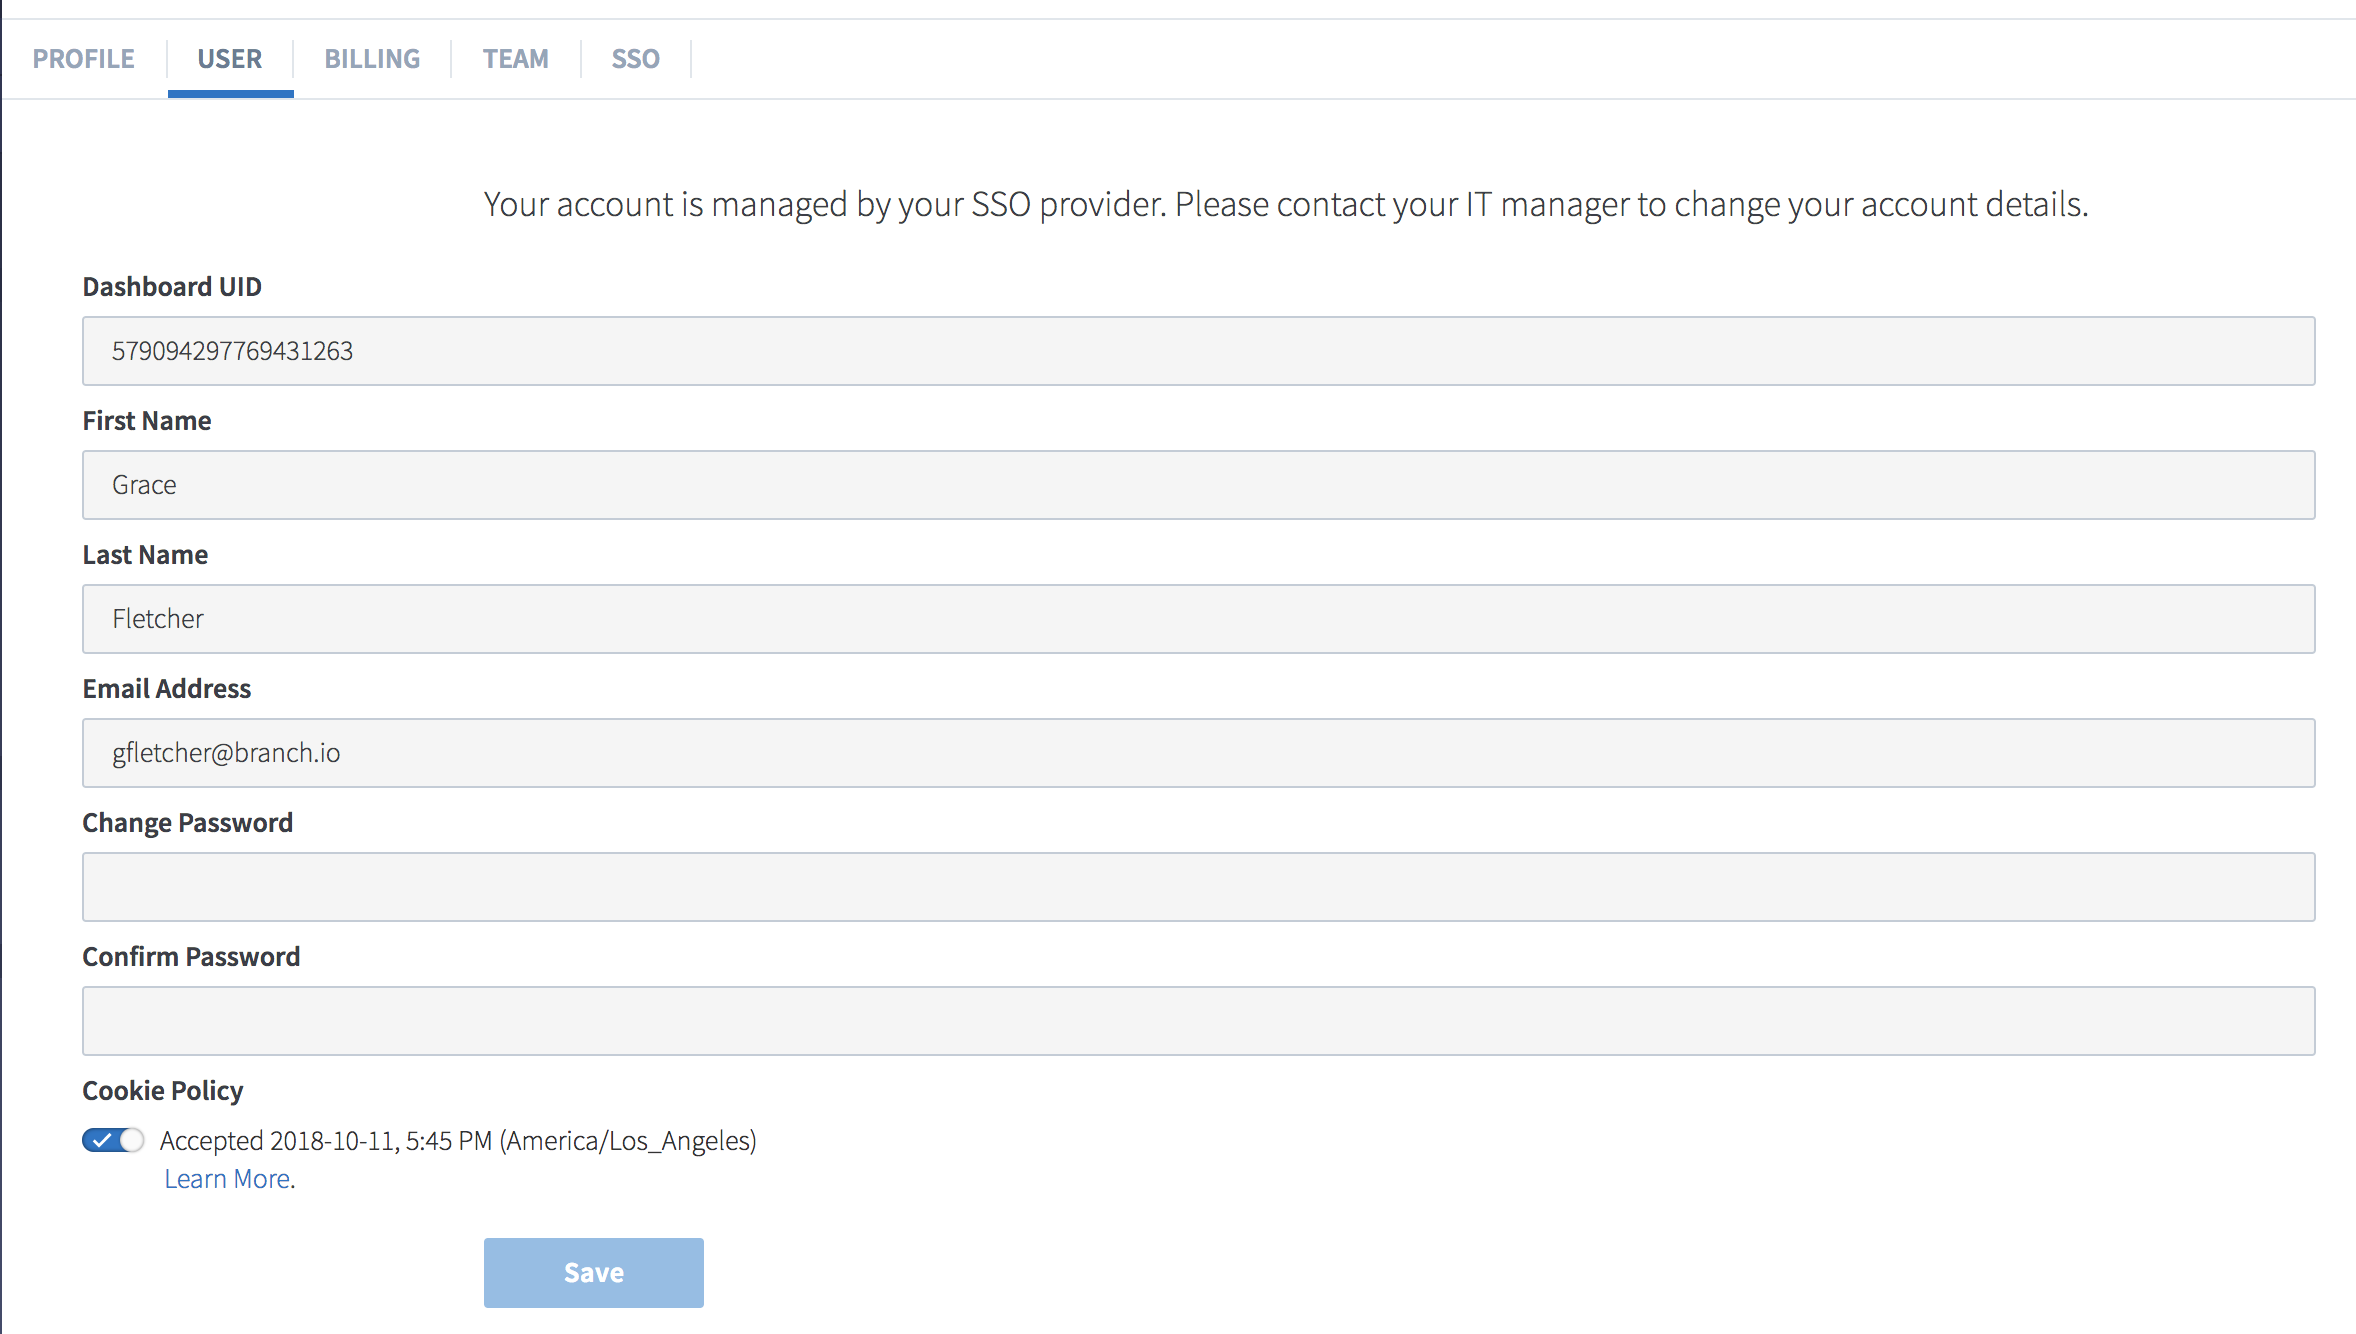 PROFILE USER BILLING TEAM SSO
Your account is managed by your SSO provider. Please contact your IT manager to change your account details.
Dashboard UID
579094297769431263
First Name
Grace
Last Name
Fletcher
Email Address
gfletcher@branch.io
Change Password
Confirm Password
Cookie Policy
Accepted 2018-10-11, 5:45 PM (America/Los_Angeles)
Learn More.
Save